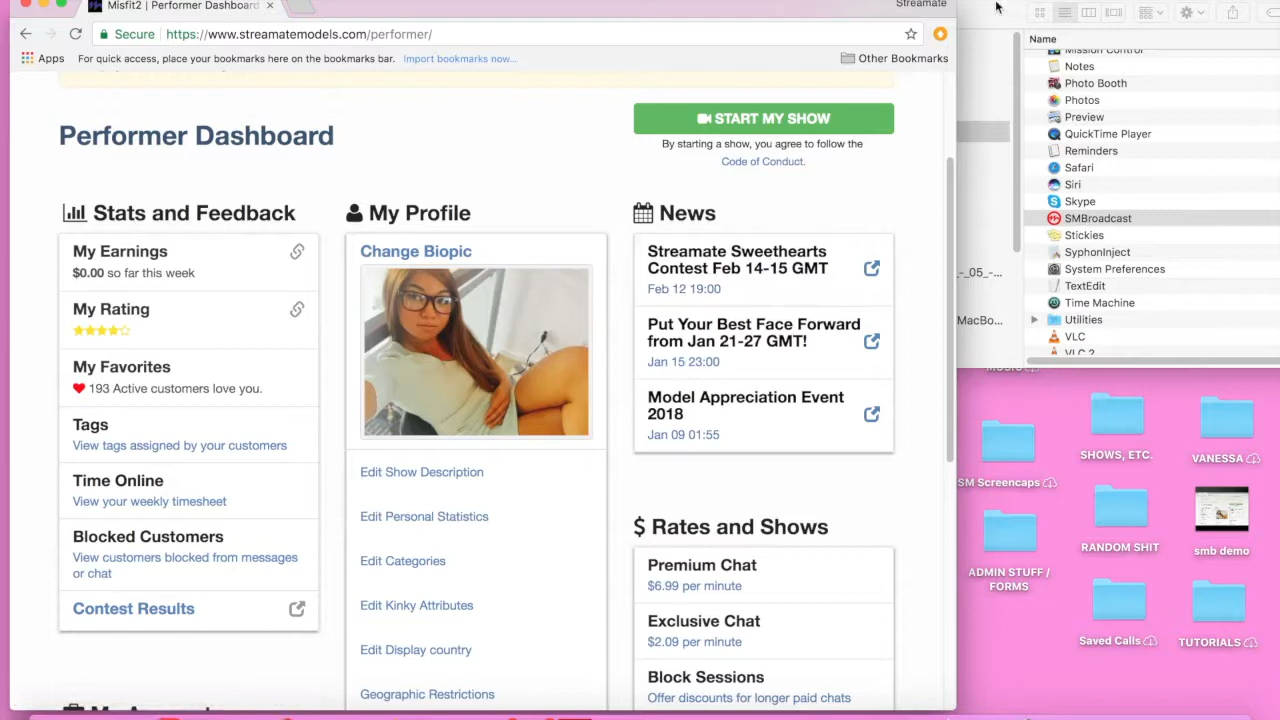 Misfit2 | Performer Dashboard
Streamate
Secure
https://www.streamatemodels.com/performer/
Apps
For quick access, place your bookmarks here on the bookmarks bar.
Import bookmarks now...
Other Bookmarks
Performer Dashboard
START MY SHOW
By starting a show, you agree to follow the
Code of Conduct.
Stats and Feedback
My Earnings
$0.00 so far this week
My Rating
My Favorites
193 Active customers love you.
Tags
View tags assigned by your customers
Time Online
View your weekly timesheet
Blocked Customers
View customers blocked from messages
or chat
Contest Results
My Profile
Change Biopic
Edit Show Description
Edit Personal Statistics
Edit Categories
Edit Kinky Attributes
Edit Display country
Geographic Restrictions
News
Streamate Sweethearts
Contest Feb 14-15 GMT
Feb 12 19:00
Put Your Best Face Forward
from Jan 21-27 GMT!
Jan 15 23:00
Model Appreciation Event
2018
Jan 09 01:55
$ Rates and Shows
Premium Chat
$6.99 per minute
Exclusive Chat
$2.09 per minute
Block Sessions
Offer discounts for longer paid chats
Name
Mission Control
Notes
Photo Booth
Photos
Preview
QuickTime Player
Reminders
Safari
Siri
Skype
SMBroadcast
Stickies
SyphonInject
System Preferences
TextEdit
Time Machine
Utilities
VLC
VLC 2
_-_05_-...
MacBo...
MUSIC
SM Screencaps
SHOWS, ETC.
VANESSA
ADMIN STUFF /
FORMS
RANDOM SHIT
smb demo
Saved Calls
TUTORIALS